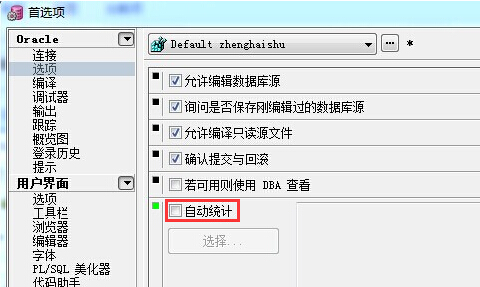 首选项
Oracle
连接
选项
编译
调试器
输出
跟踪
概览图
登录历史
提示
用户界面
选项
工具栏
浏览器
编辑器
字体
PL/SQL 美化器
代码助手
Default zhenghaishu
... *
允许编辑数据库源
询问是否保存刚编辑过的数据库源
允许编译只读源文件
确认提交与回滚
若可用则使用 DBA 查看
自动统计
选择...